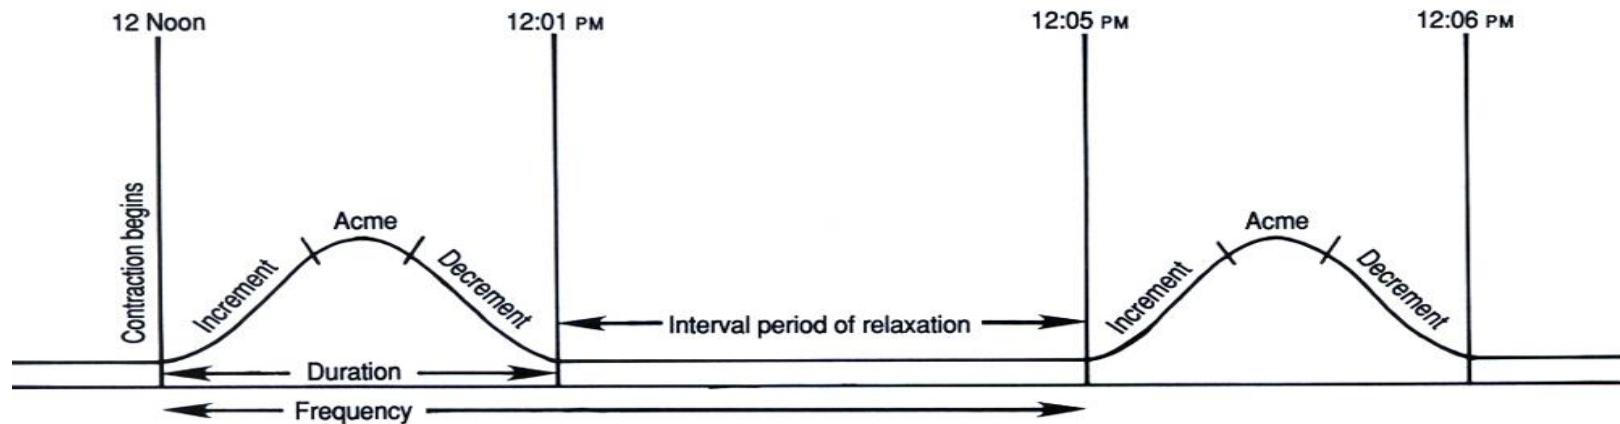 12 Noon
12:01 PM
12:05 PM
12:06 PM
Contraction begins
Increment
Acme
Decrement
Interval period of relaxation
Increment
Acme
Decrement
Duration
Frequency